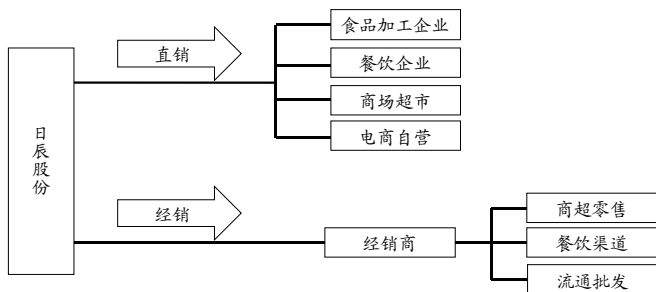 食品加工企业
直销
餐饮企业
商场超市
电商自营
日辰股份
经销
经销商
商超零售
餐饮渠道
流通批发